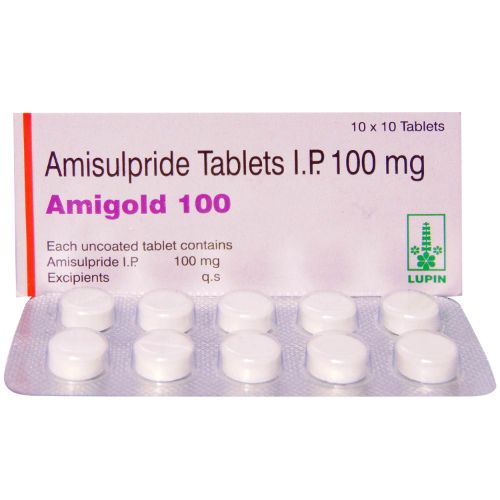 10 x 10 Tablets
Amisulpride Tablets I.P. 100 mg
Amigold 100
Each uncoated tablet contains
Amisulpride I.P. 100 mg
Excipients q.s
LUPIN